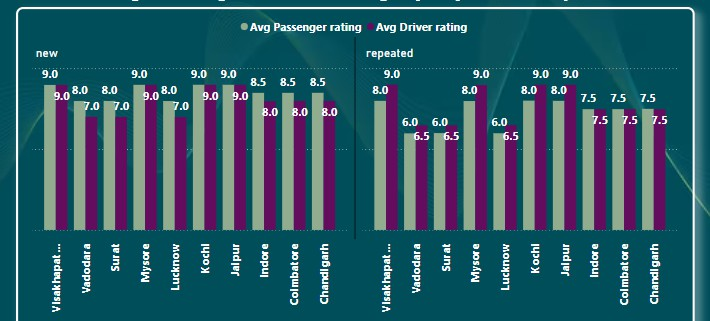 Avg Passenger rating Avg Driver rating
new
9.0 9.0 8.0 7.0 8.0 7.0 9.0 9.0 8.0 7.0 9.0 9.0 9.0 9.0 8.5 8.0 8.5 8.0 8.5 8.0
Visakhapat ... Vadodara Surat Mysore Lucknow Kochi Jaipur Indore Coimbatore Chandigarh
repeated
8.0 9.0 6.0 6.5 6.0 6.5 8.0 9.0 6.0 6.5 8.0 9.0 8.0 9.0 7.5 7.5 7.5 7.5 7.5 7.5
Visakhapat ... Vadodara Surat Mysore Lucknow Kochi Jaipur Indore Coimbatore Chandigarh